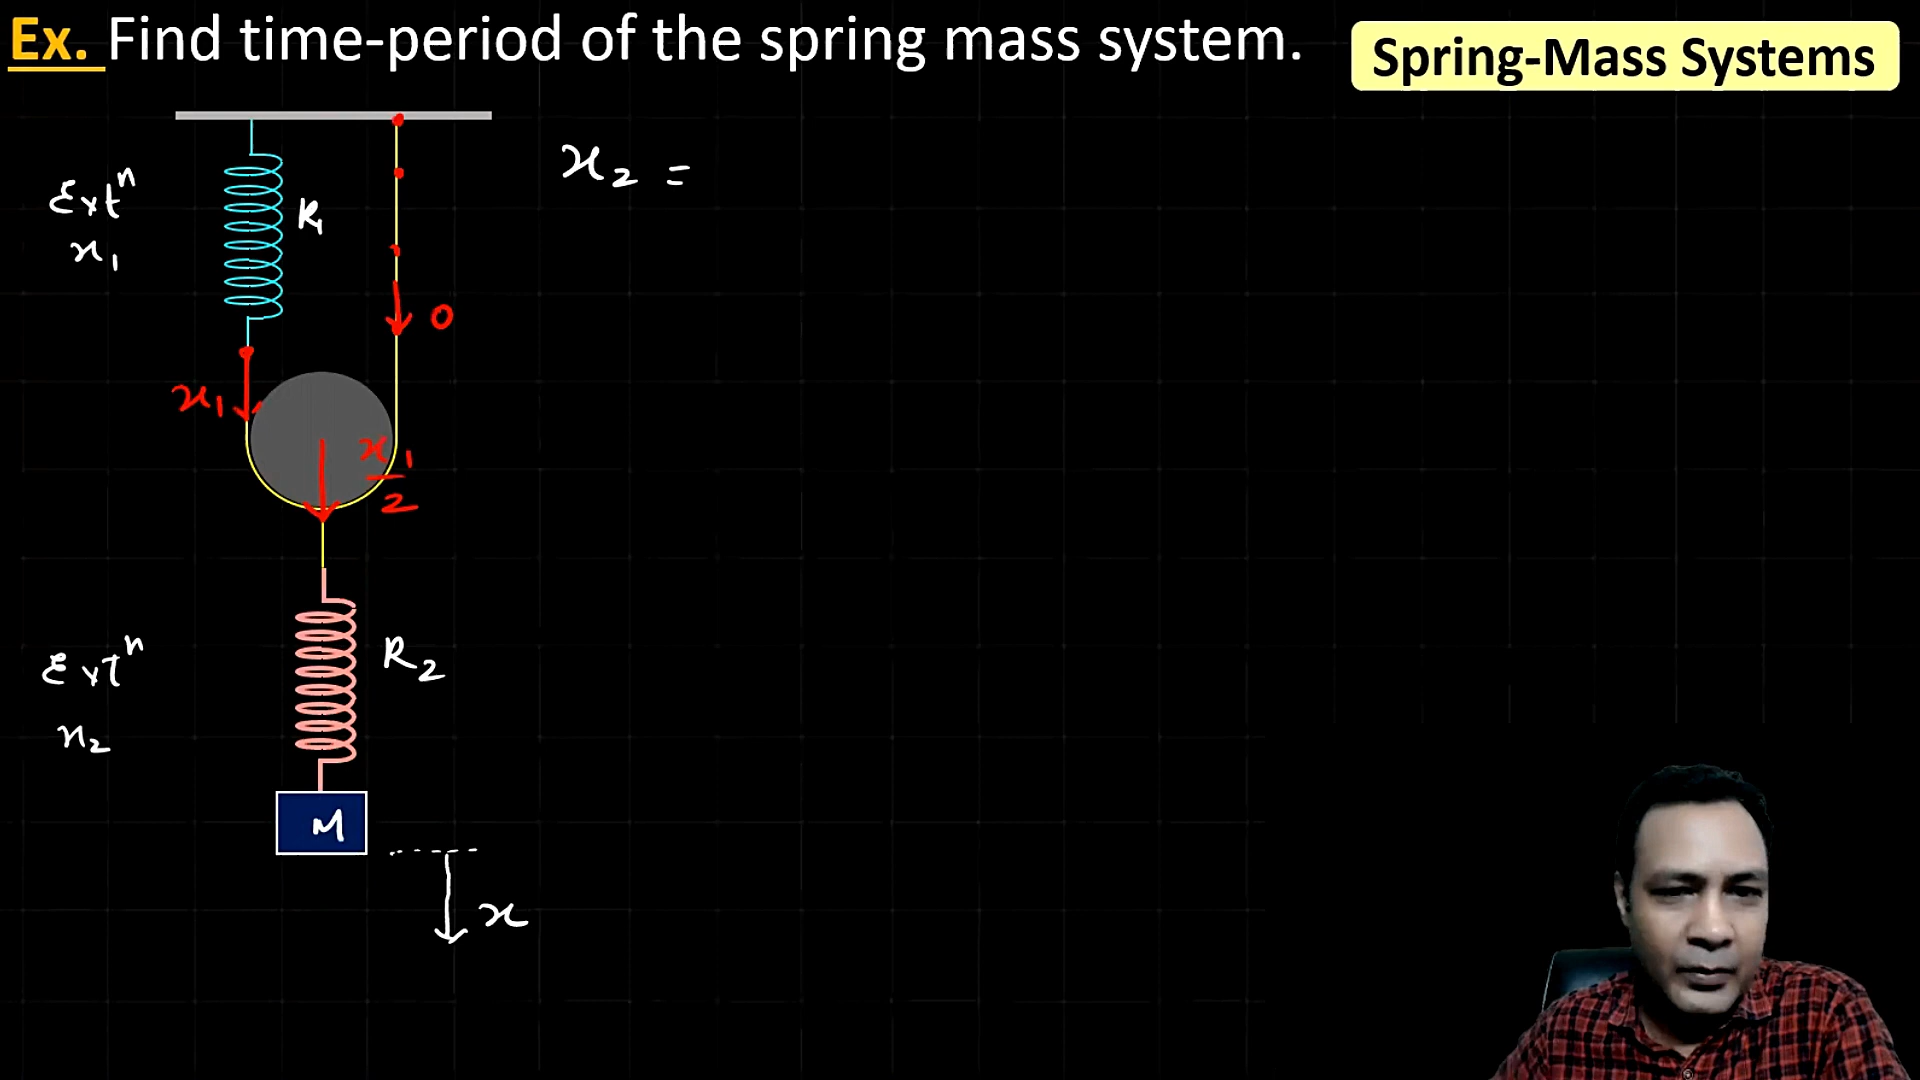 Ex. Find time-period of the spring mass system.
Spring-Mass Systems
x₂ =
Extⁿ
x₁
K₁
0
x₁
x₁/2
Extⁿ
x₂
K₂
M
x